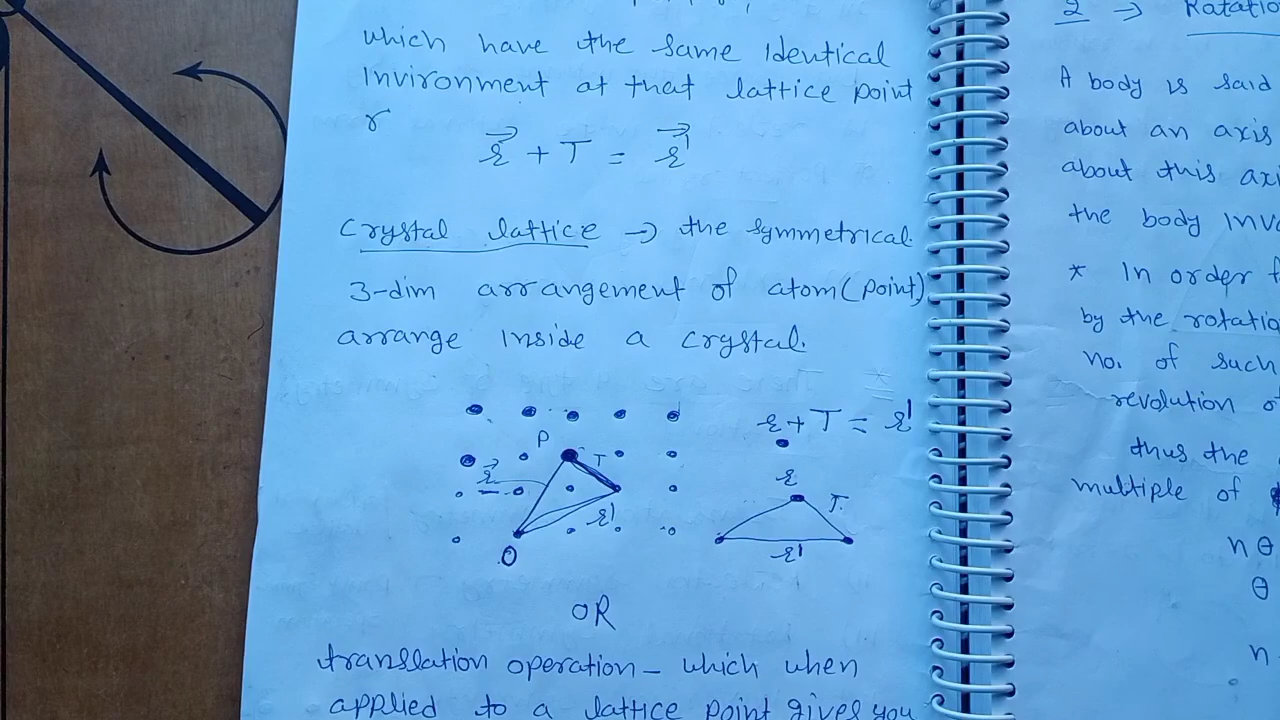 which have the same Identical
Invironment at that lattice point
r
r + T = r'
Crystal lattice → the symmetrical
3-dim arrangement of atom (point)
arrange inside a crystal.
P
T
r
r'
O
r + T = r'
r
T.
r'
OR
translation operation - which when
applied to a lattice point gives you
2 → Rotatio
A body is said
about an axis
about this axi
the body inva
* In order t
by the rotatio
no. of such
revolution of
thus the
multiple of
nθ
θ
n